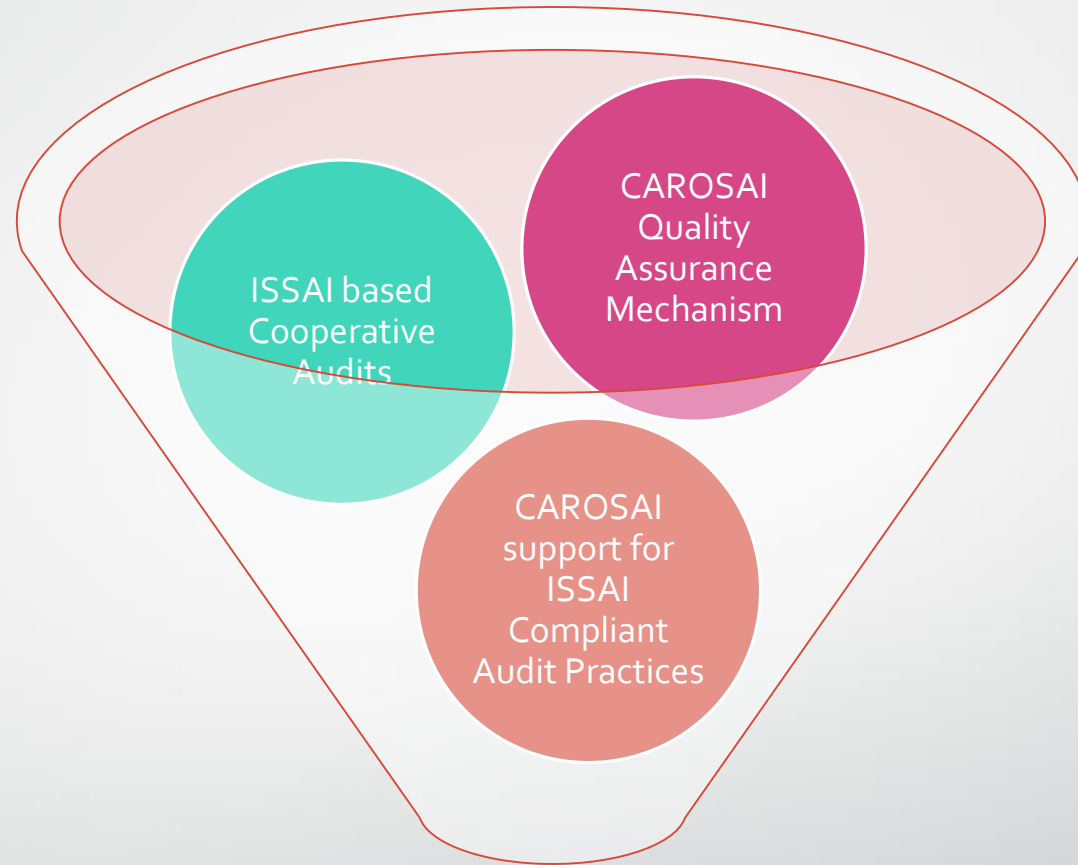 ISSAI based
Cooperative
Audits
CAROSAI
Quality
Assurance
Mechanism
CAROSAI
support for
ISSAI
Compliant
Audit Practices